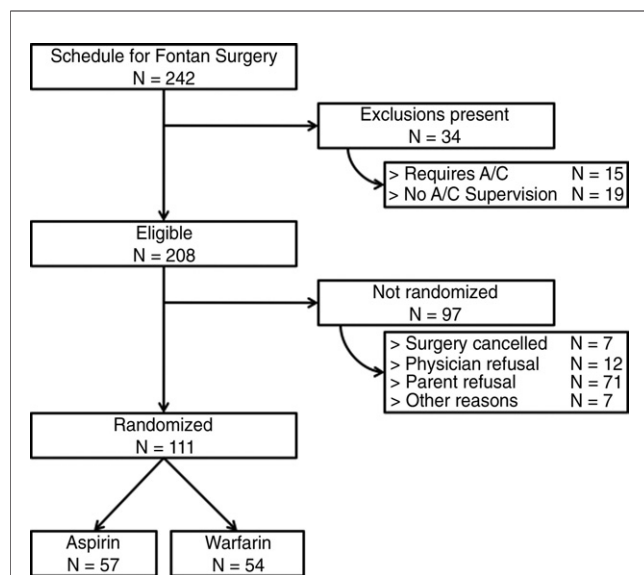 Schedule for Fontan Surgery
N = 242
Exclusions present
N = 34
> Requires A/C N = 15
> No A/C Supervision N = 19
Eligible
N = 208
Not randomized
N = 97
> Surgery cancelled N = 7
> Physician refusal N = 12
> Parent refusal N = 71
> Other reasons N = 7
Randomized
N = 111
Aspirin
N = 57
Warfarin
N = 54